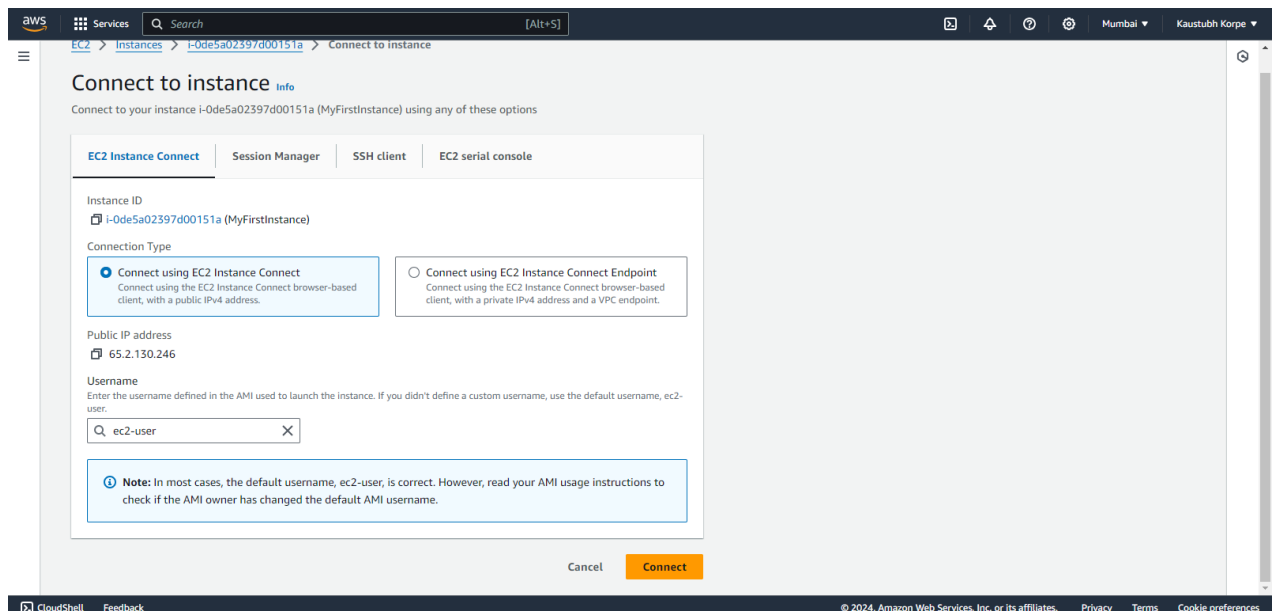 aws Services Search [Alt+S] Mumbai Kaustubh Korpe
EC2 > Instances > i-0de5a02397d00151a > Connect to instance
Connect to instance Info
Connect to your instance i-0de5a02397d00151a (MyFirstInstance) using any of these options
EC2 Instance Connect Session Manager SSH client EC2 serial console
Instance ID
i-0de5a02397d00151a (MyFirstInstance)
Connection Type
Connect using EC2 Instance Connect
Connect using the EC2 Instance Connect browser-based
client, with a public IPv4 address.
Connect using EC2 Instance Connect Endpoint
Connect using the EC2 Instance Connect browser-based
client, with a private IPv4 address and a VPC endpoint.
Public IP address
65.2.130.246
Username
Enter the username defined in the AMI used to launch the instance. If you didn't define a custom username, use the default username, ec2-
user.
ec2-user
Note: In most cases, the default username, ec2-user, is correct. However, read your AMI usage instructions to
check if the AMI owner has changed the default AMI username.
Cancel Connect
CloudShell Feedback © 2024, Amazon Web Services, Inc. or its affiliates. Privacy Terms Cookie preferences